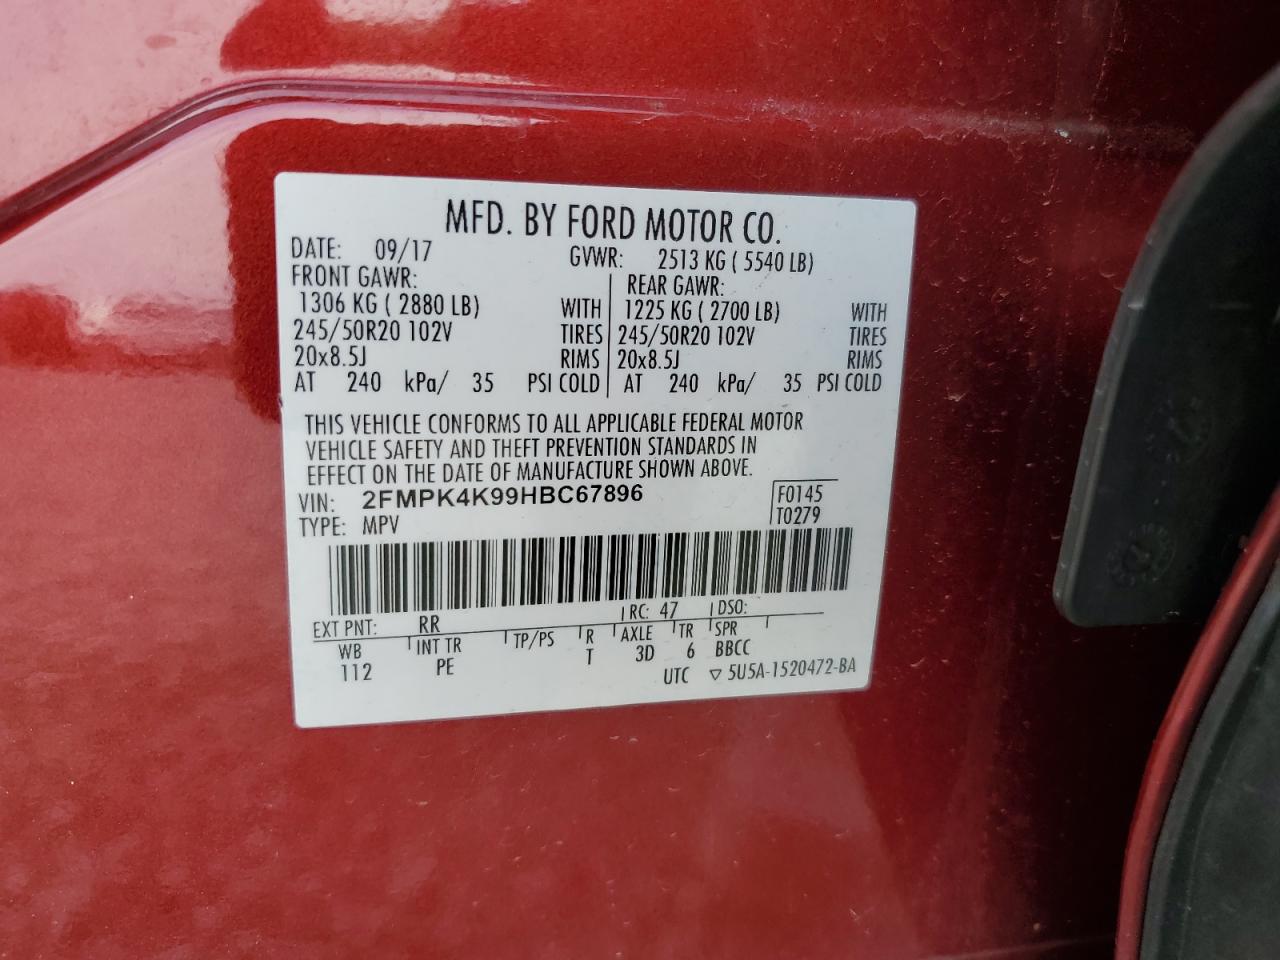 MFD. BY FORD MOTOR CO.
DATE: 09/17 GVWR: 2513 KG ( 5540 LB)
FRONT GAWR: REAR GAWR:
1306 KG ( 2880 LB) WITH 1225 KG ( 2700 LB) WITH
245/50R20 102V TIRES 245/50R20 102V TIRES
20x8.5J RIMS 20x8.5J RIMS
AT 240 kPa/ 35 PSI COLD AT 240 kPa/ 35 PSI COLD
THIS VEHICLE CONFORMS TO ALL APPLICABLE FEDERAL MOTOR
VEHICLE SAFETY AND THEFT PREVENTION STANDARDS IN
EFFECT ON THE DATE OF MANUFACTURE SHOWN ABOVE.
VIN: 2FMPK4K99HBC67896 F0145
TYPE: MPV T0279
EXT PNT: RR RC: 47 DSO:
WB INT TR TP/PS R AXLE TR SPR
112 PE T 3D 6 BBCC
UTC ▽ 5U5A-1520472-BA